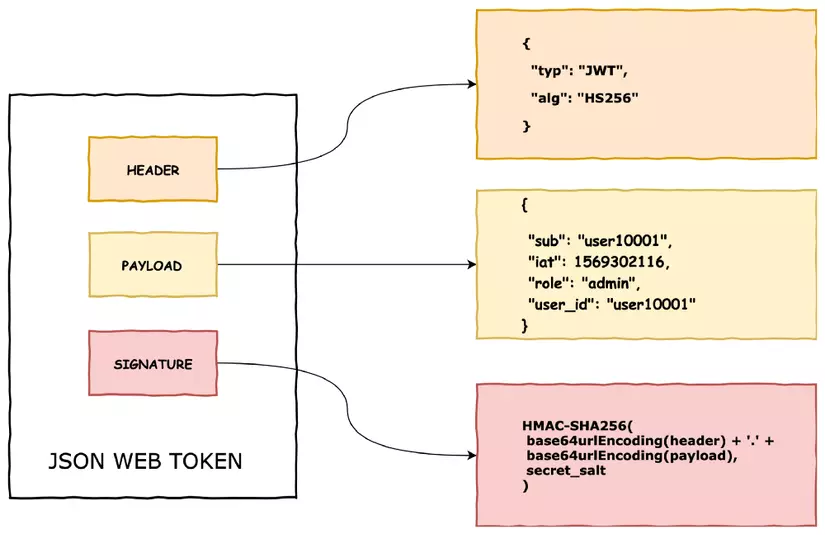 HEADER
PAYLOAD
SIGNATURE
JSON WEB TOKEN
{
"typ": "JWT",
"alg": "HS256"
}
{
"sub": "user10001",
"iat": 1569302116,
"role": "admin",
"user_id": "user10001"
}
HMAC-SHA256(
base64urlEncoding(header) + '.' +
base64urlEncoding(payload),
secret_salt
)